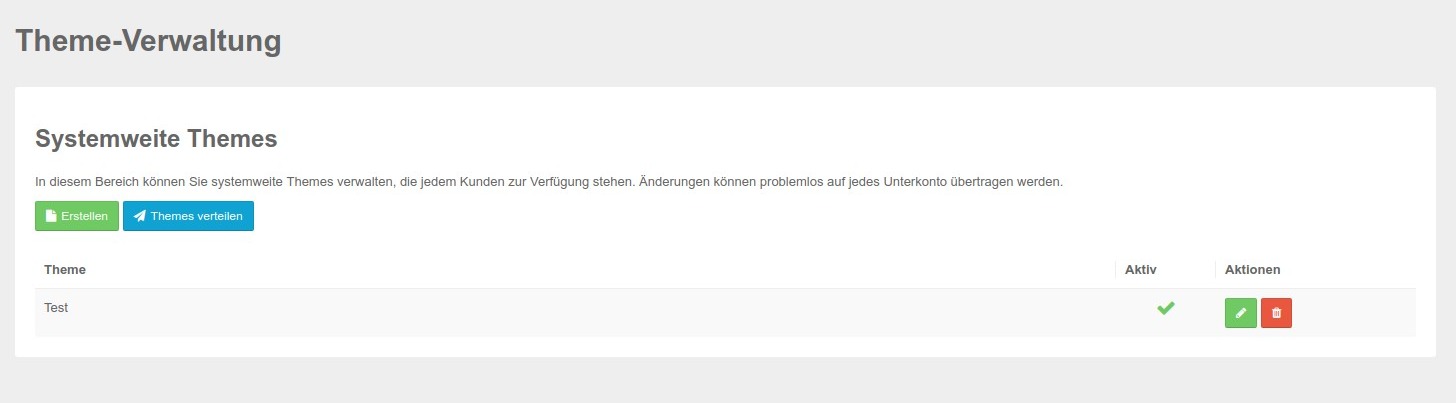 Theme-Verwaltung
Systemweite Themes
In diesem Bereich können Sie systemweite Themes verwalten, die jedem Kunden zur Verfügung stehen. Änderungen können problemlos auf jedes Unterkonto übertragen werden.
Erstellen Themes verteilen
Theme Aktiv Aktionen
Test